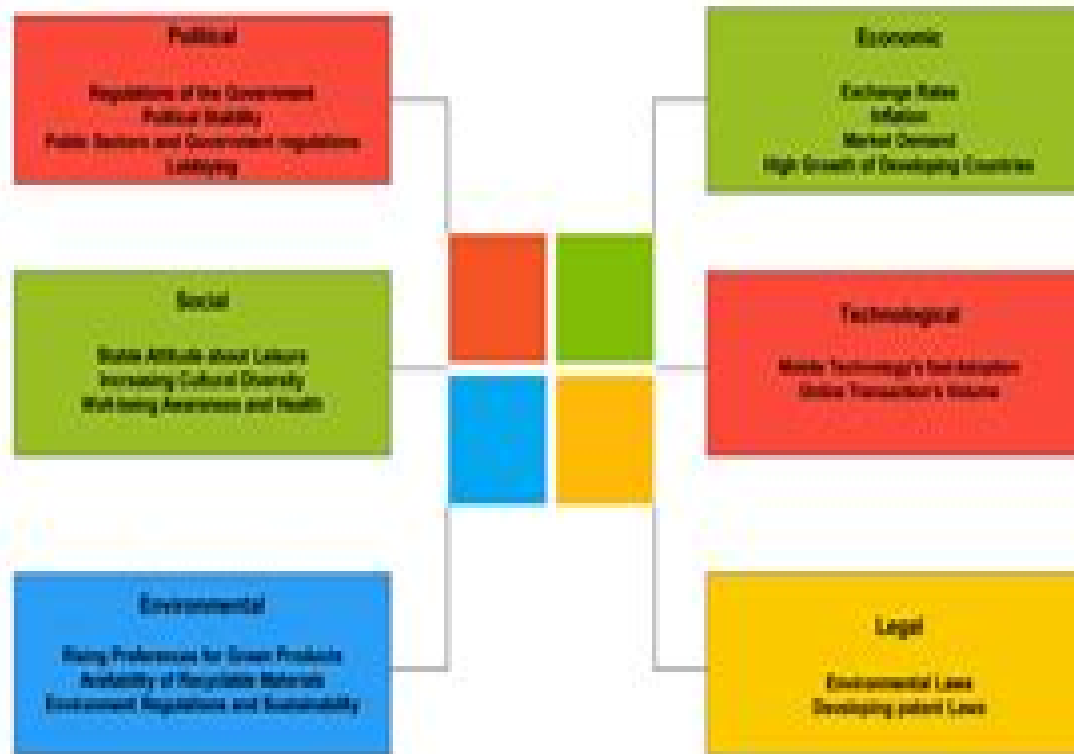 Political
Regulations of the Government
Political Stability
Public Sectors and Government regulations
Lobbying
Economic
Exchange Rates
Inflation
Market Demand
High Growth of Developing Countries
Social
Stable Attitude about Leisure
Increasing Cultural Diversity
Well-being Awareness and Health
Technological
Mobile Technology's fast Adoption
Online Transaction's Volume
Environmental
Rising Preferences for Green Products
Availability of Recyclable Materials
Environment Regulations and Sustainability
Legal
Environmental Laws
Developing patent Laws